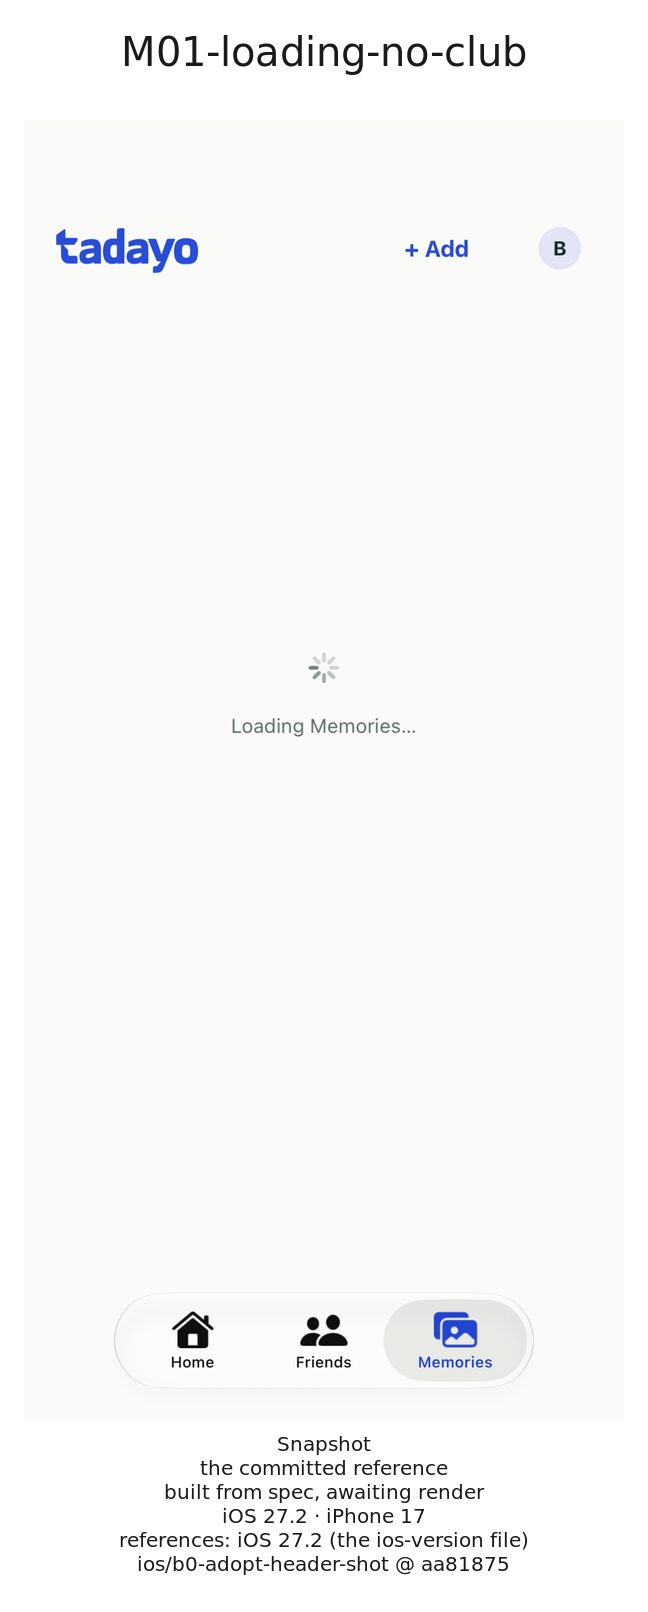 M01-loading-no-club
tadayo
+ Add
B
Loading Memories...
Home
Friends
Memories
Snapshot
the committed reference
built from spec, awaiting render
iOS 27.2 · iPhone 17
references: iOS 27.2 (the ios-version file)
ios/b0-adopt-header-shot @ aa81875